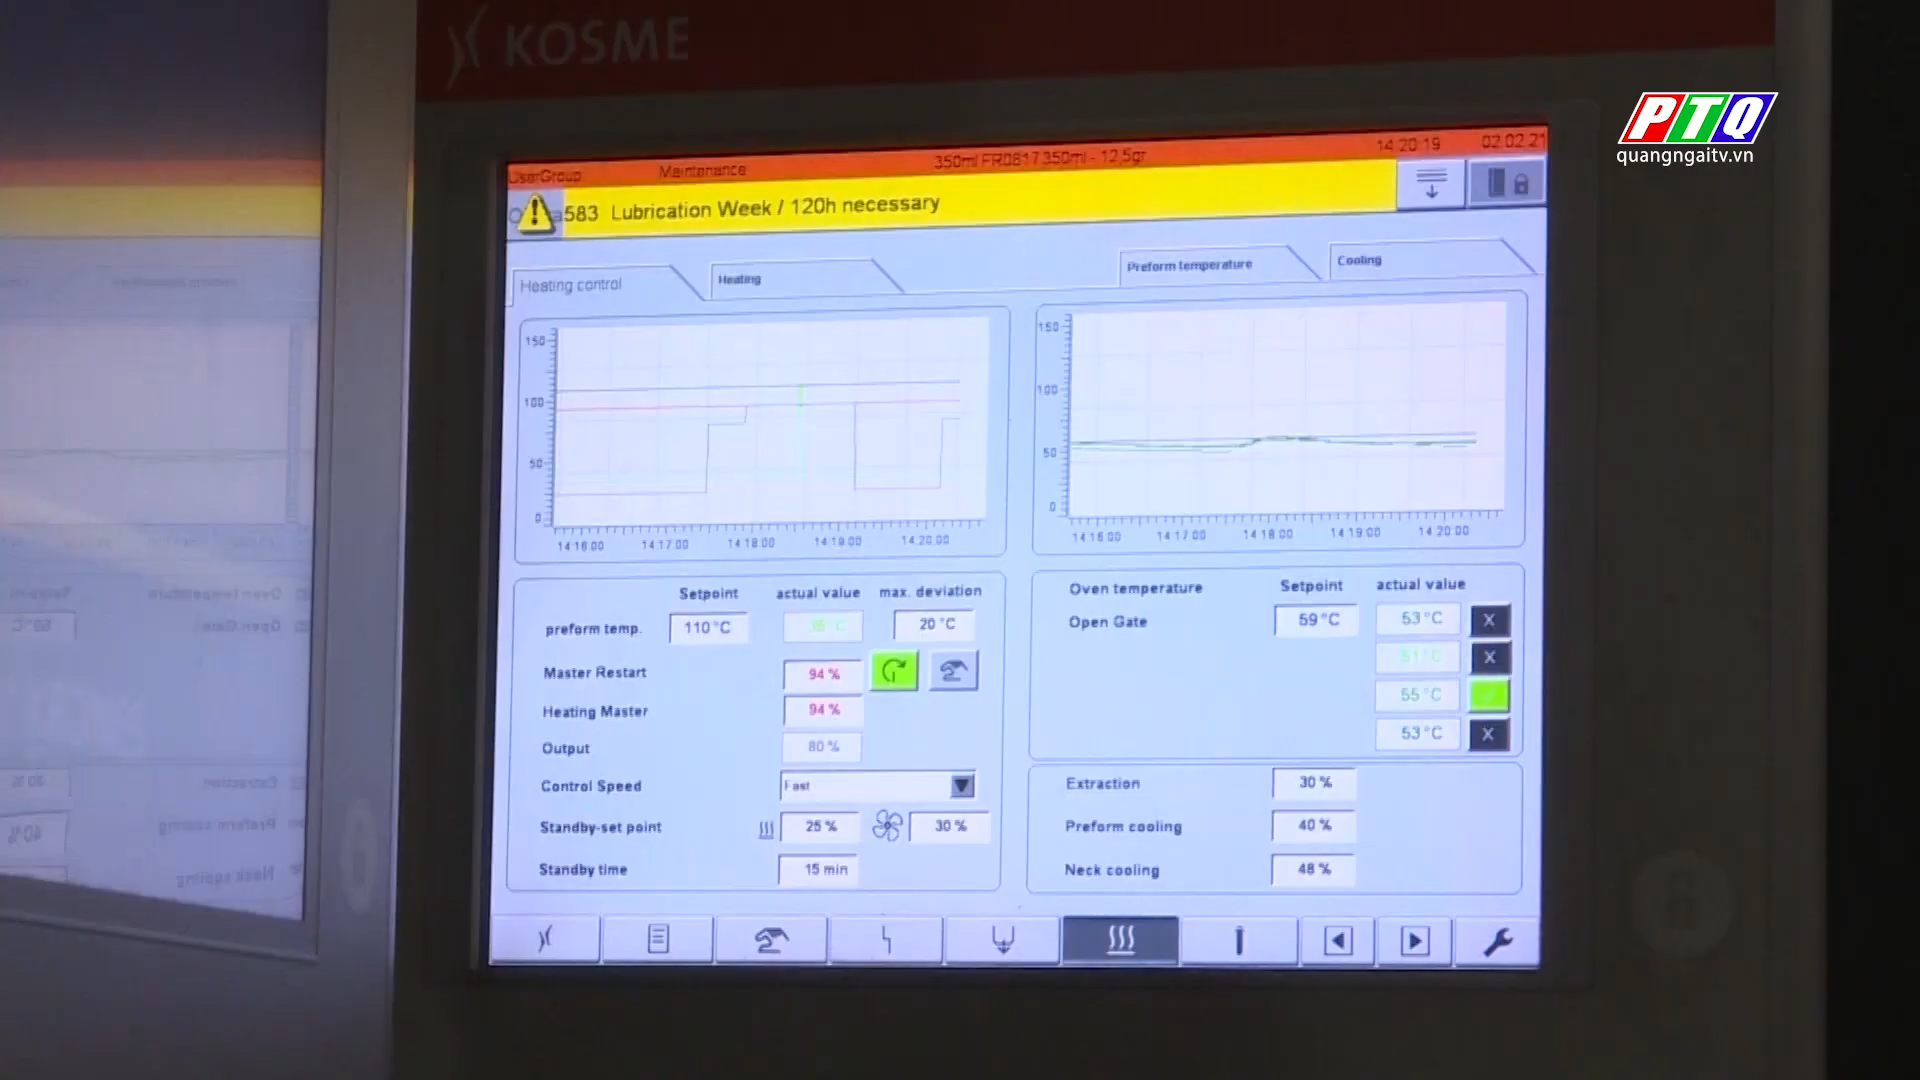 KOSME
PTQ
quangngaitv.vn
UserGroup Maintenance 350ml FR0817 350ml - 12,5gr 14:20:19 02.02.21
583 Lubrication Week / 120h necessary
Heating control Heating Preform temperature Cooling
150
100
50
0
14:16:00 14:17:00 14:18:00 14:19:00 14:20:00
150
100
50
0
14:16:00 14:17:00 14:18:00 14:19:00 14:20:00
Setpoint actual value max. deviation
preform temp. 110 °C 20 °C
Master Restart 94 %
Heating Master 94 %
Output 80 %
Control Speed Fast
Standby-set point 25 % 30 %
Standby time 15 min
Oven temperature Setpoint actual value
Open Gate 59 °C 53 °C X
51 °C X
55 °C
53 °C X
Extraction 30 %
Preform cooling 40 %
Neck cooling 48 %